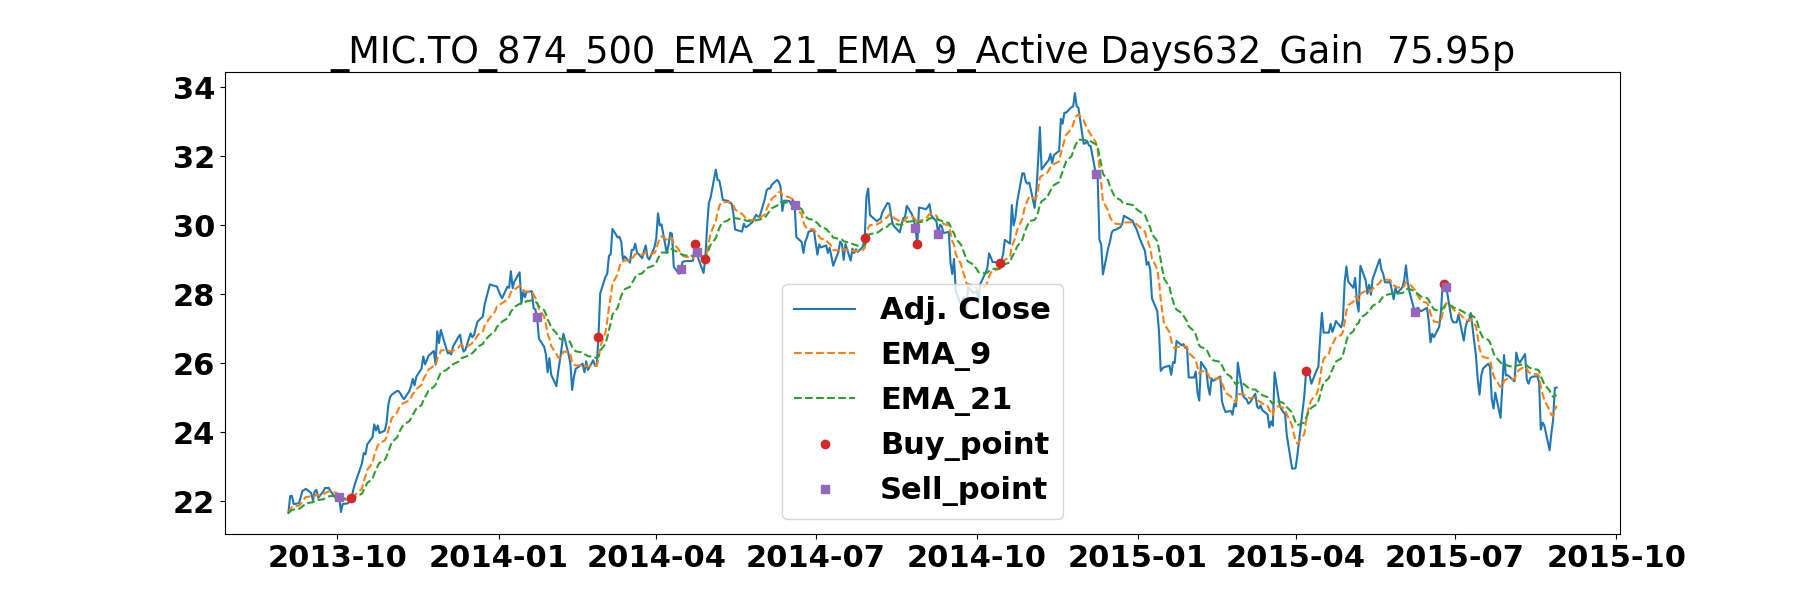 _MIC.TO_874_500_EMA_21_EMA_9_Active Days632_Gain  75.95p
34
32
30
28
26
24
22
Adj. Close
EMA_9
EMA_21
Buy_point
Sell_point
2013-10 2014-01 2014-04 2014-07 2014-10 2015-01 2015-04 2015-07 2015-10